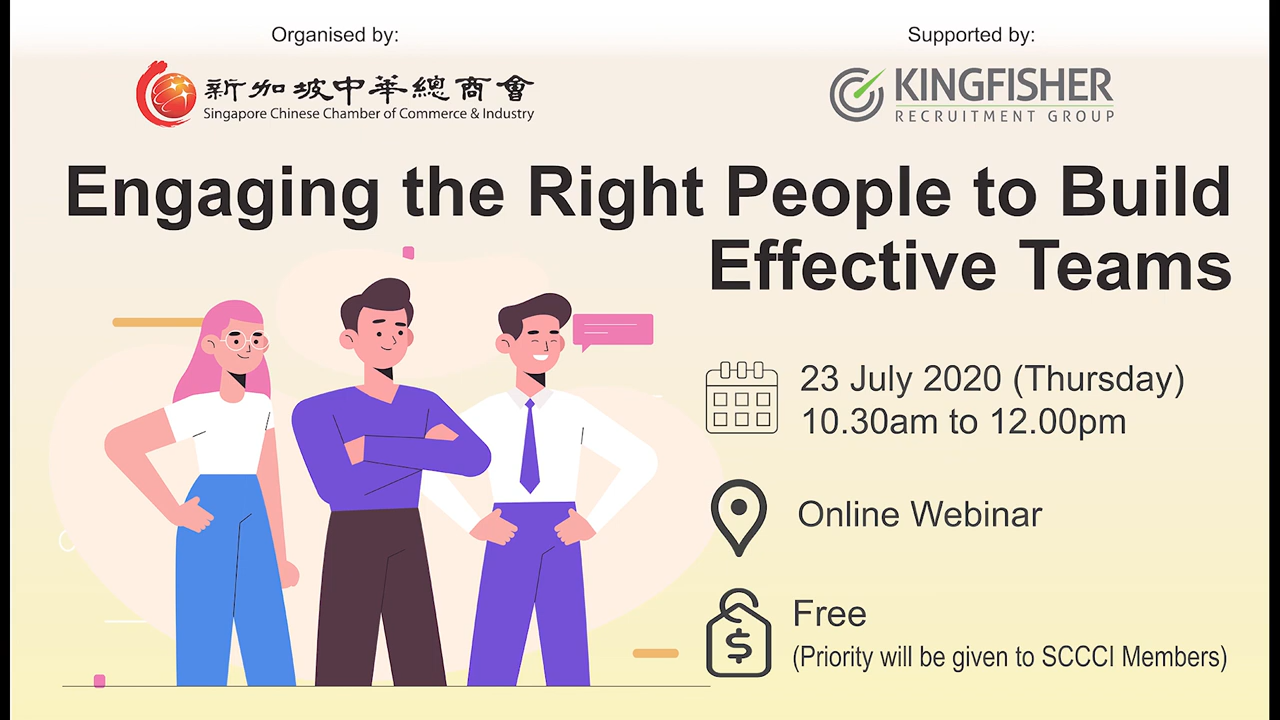 Organised by:
新加坡中華總商會
Singapore Chinese Chamber of Commerce & Industry
Supported by:
KINGFISHER
RECRUITMENT GROUP
Engaging the Right People to Build
Effective Teams
23 July 2020 (Thursday)
10.30am to 12.00pm
Online Webinar
$
Free
(Priority will be given to SCCCI Members)